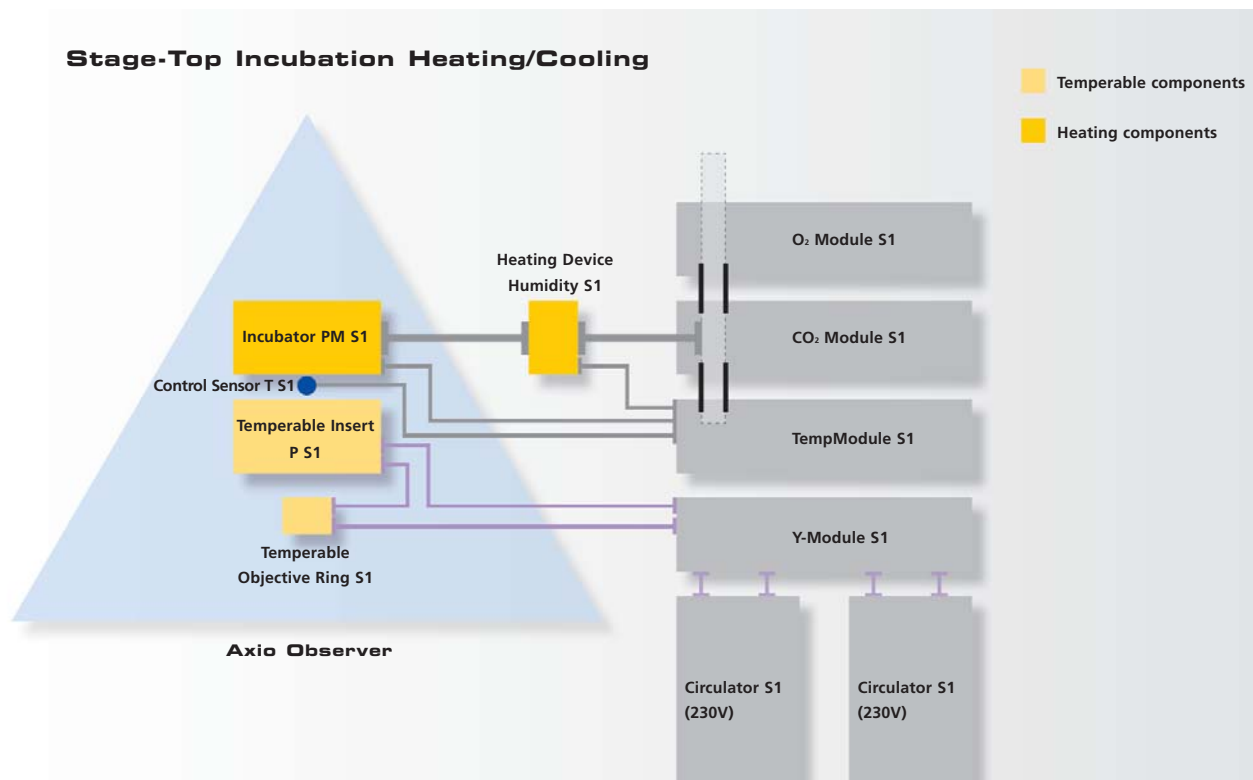 Stage-Top Incubation Heating/Cooling
Temperable components
Heating components
O₂ Module S1
Heating Device
Humidity S1
Incubator PM S1
CO₂ Module S1
Control Sensor T S1
Temperable Insert
P S1
TempModule S1
Y-Module S1
Temperable
Objective Ring S1
Axio Observer
Circulator S1
(230V)
Circulator S1
(230V)